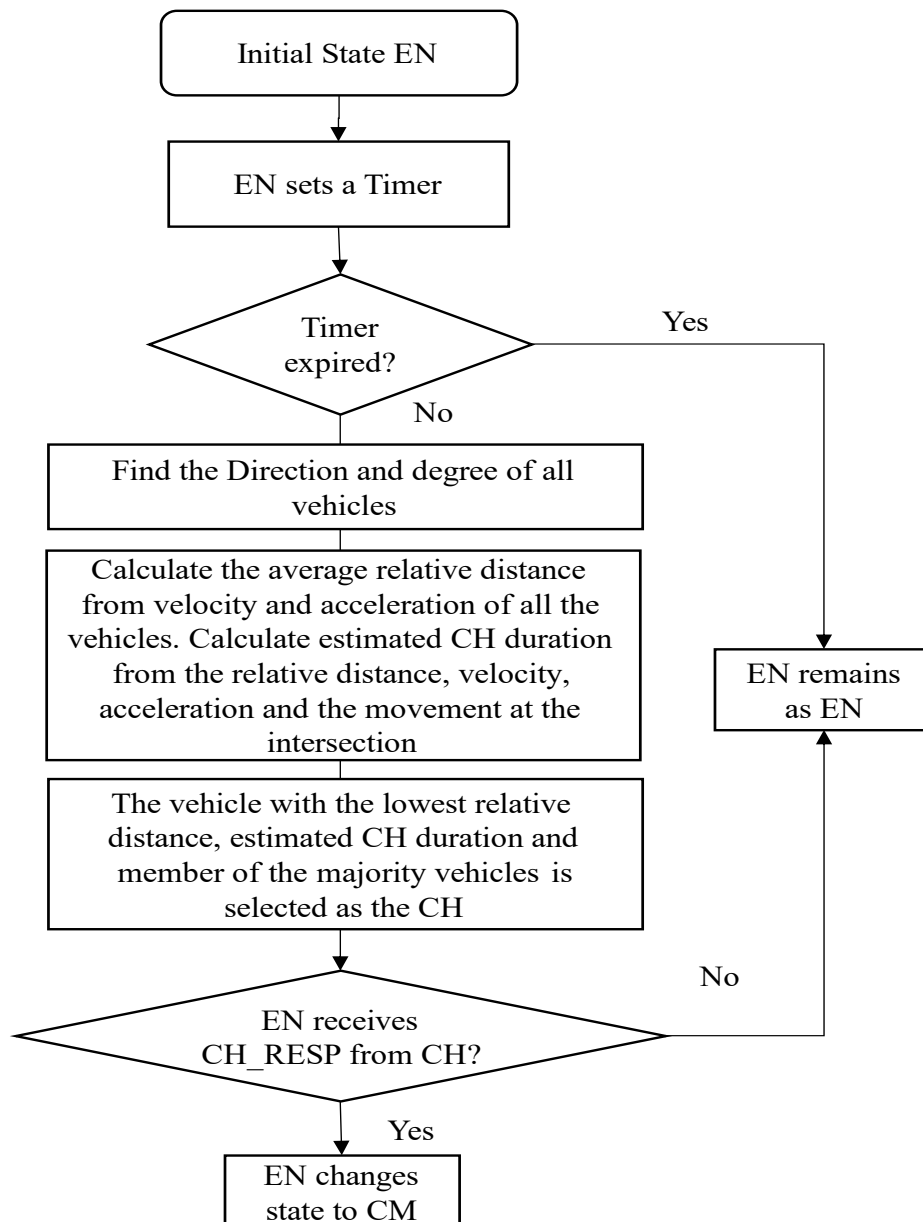 Initial State EN
EN sets a Timer
Timer
expired?
Yes
No
Find the Direction and degree of all
vehicles
Calculate the average relative distance
from velocity and acceleration of all the
vehicles. Calculate estimated CH duration
from the relative distance, velocity,
acceleration and the movement at the
intersection
EN remains
as EN
The vehicle with the lowest relative
distance, estimated CH duration and
member of the majority vehicles is
selected as the CH
No
EN receives
CH_RESP from CH?
Yes
EN changes
state to CM